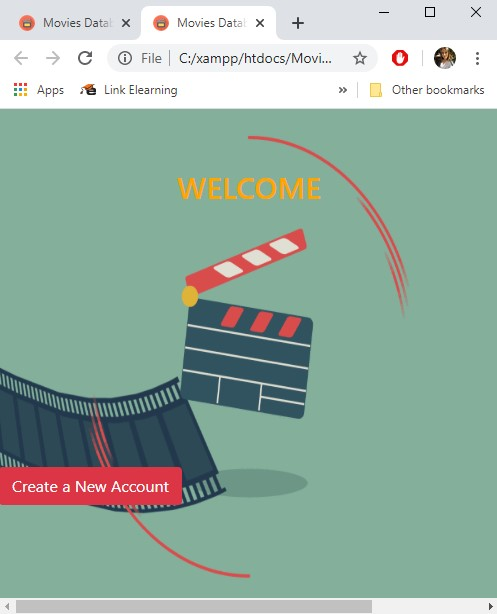 Movies Datab
Movies Datab
File
C:/xampp/htdocs/Movi...
Apps
Link Elearning
»
Other bookmarks
WELCOME
Create a New Account